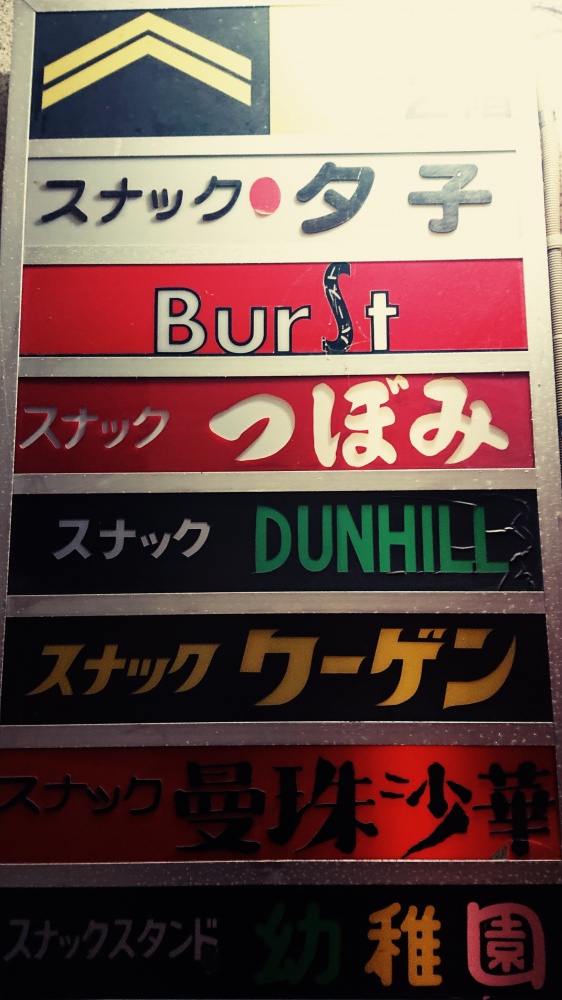 スナック 夕子
BurSt
スナック つぼみ
スナック DUNHILL
スナック ワーゲン
スナック 曼珠沙華
スナックスタンド 幼稚園